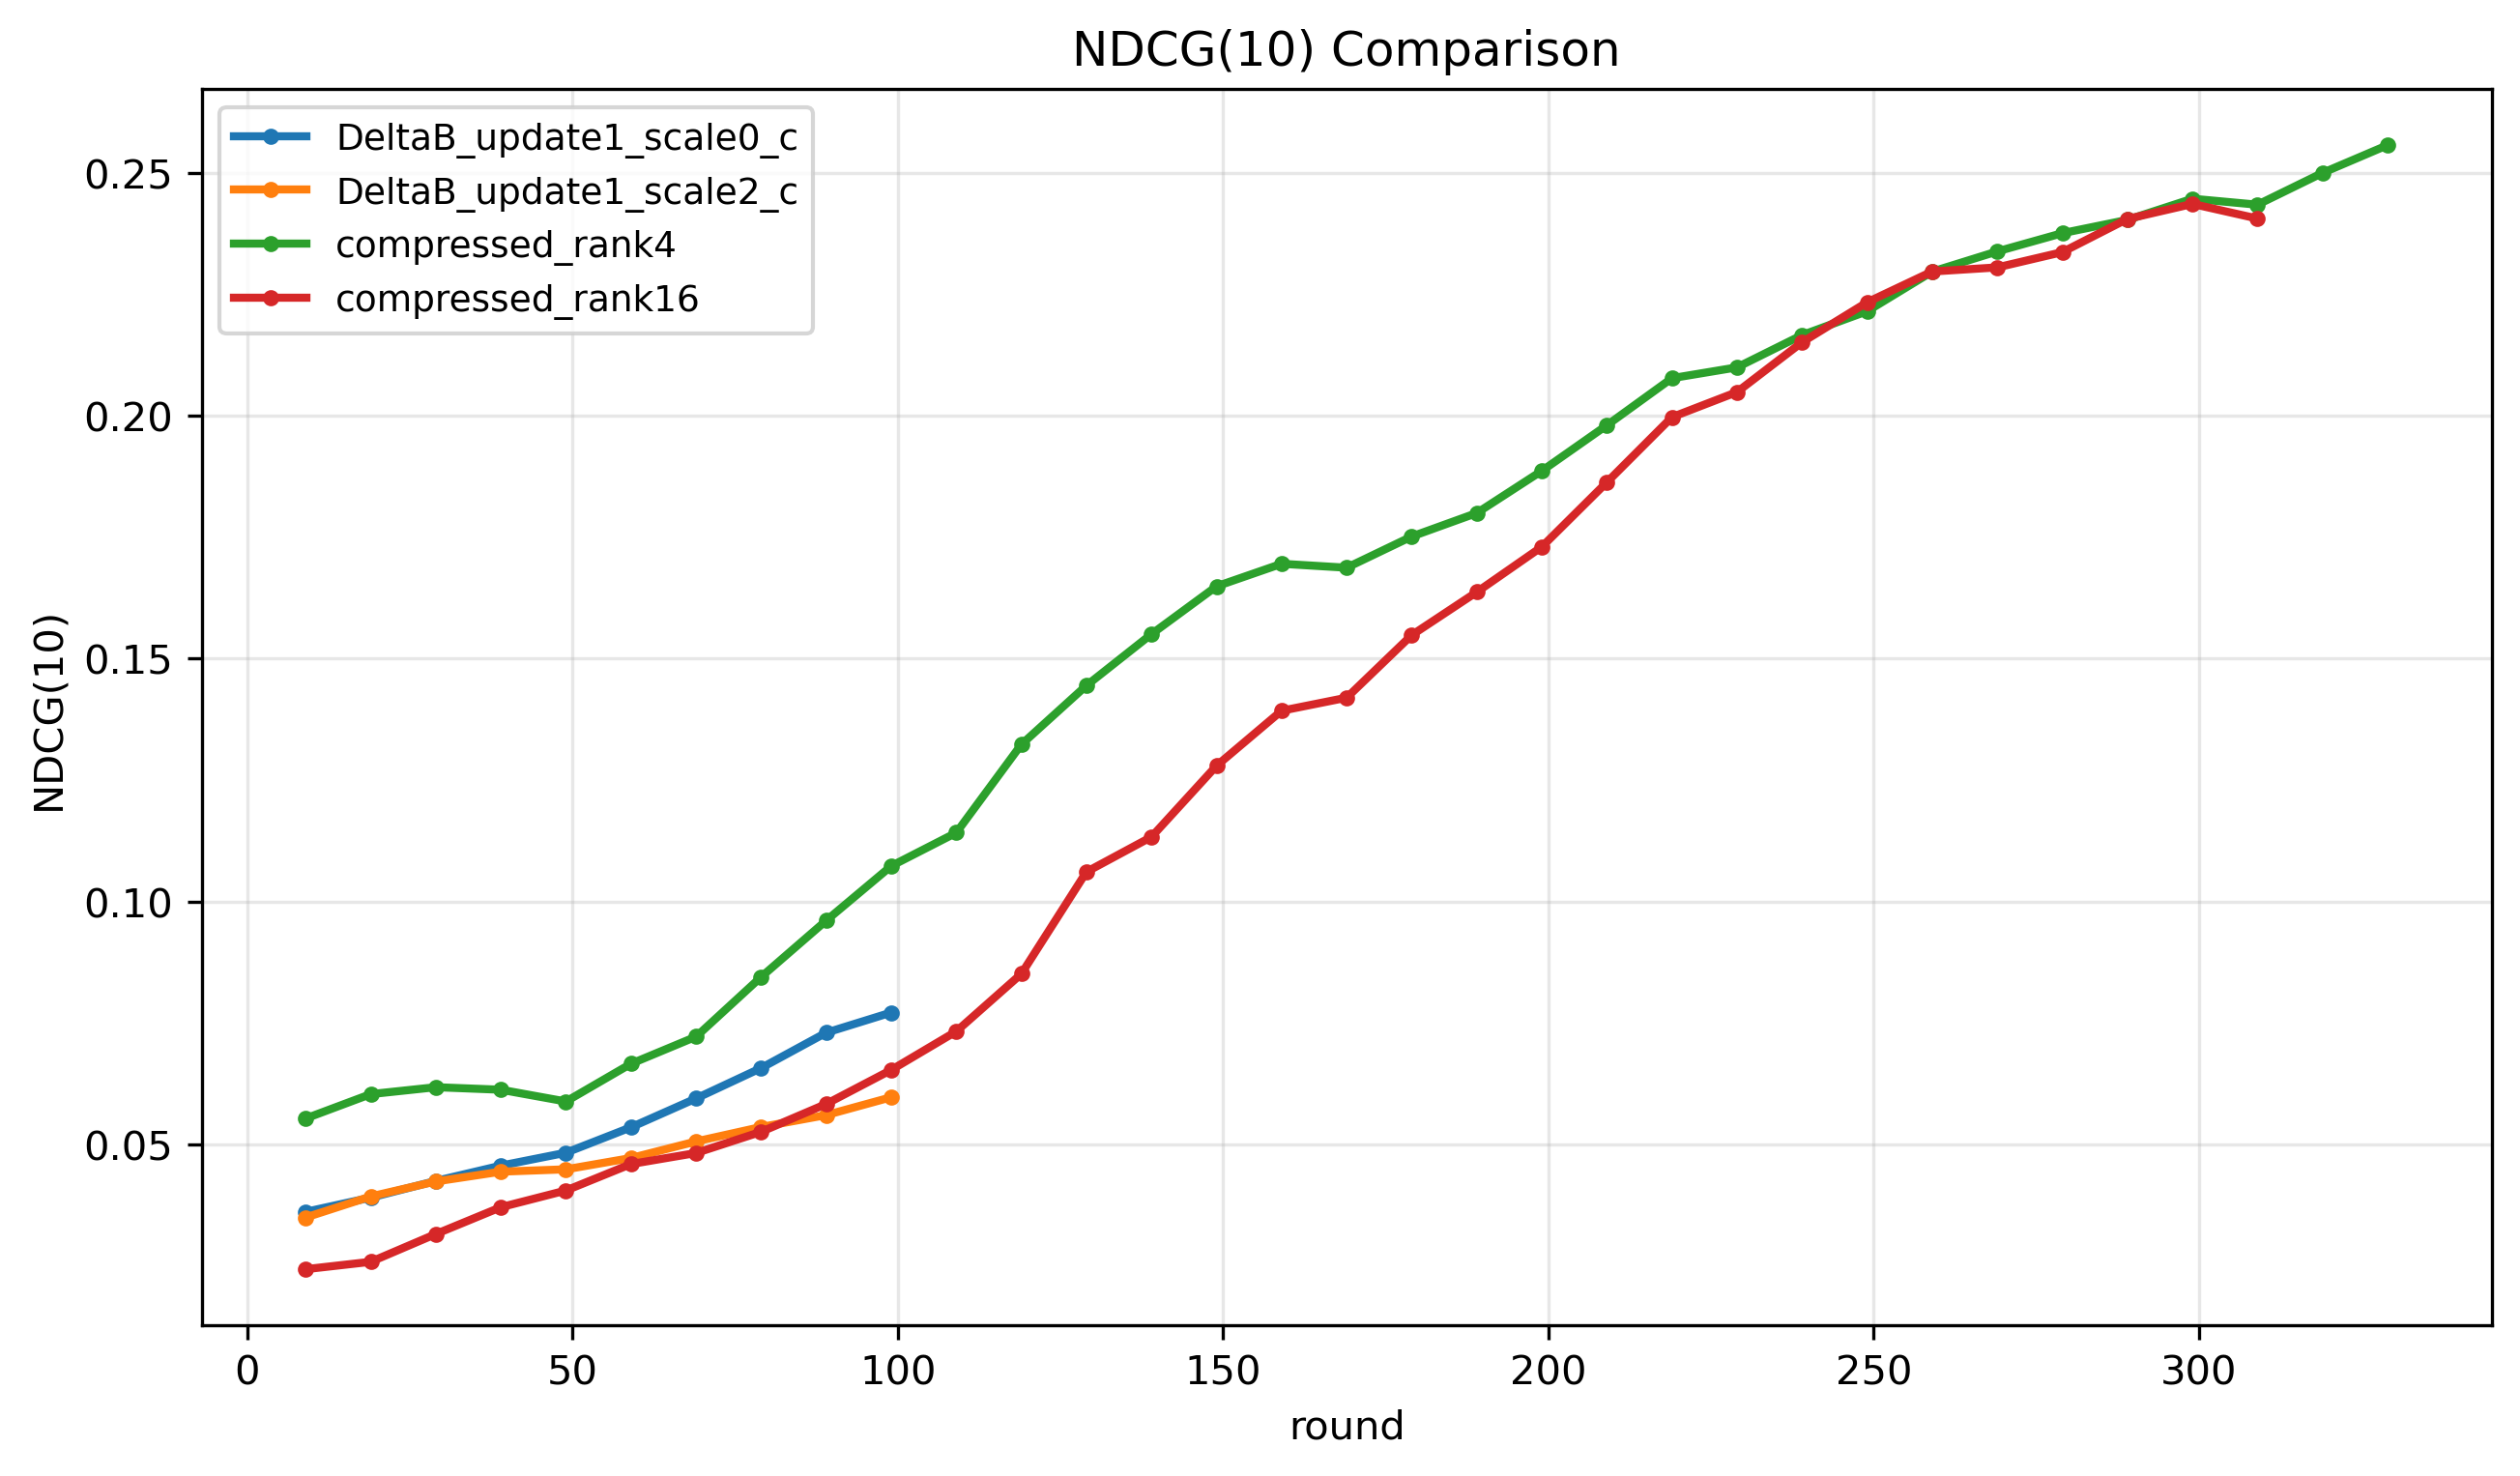 NDCG(10) Comparison
DeltaB_update1_scale0_c
DeltaB_update1_scale2_c
compressed_rank4
compressed_rank16
NDCG(10)
0.25
0.20
0.15
0.10
0.05
0 50 100 150 200 250 300
round